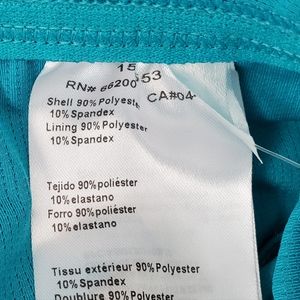 15
RN# 66200 53
Shell 90% Polyester CA#04
10% Spandex
Lining 90% Polyester
10% Spandex
Tejido 90% poliéster
10% elastano
Forro 90% poliéster
10% elastano
Tissu extérieur 90% Polyester
10% Spandex
Doublure 90% Polyester